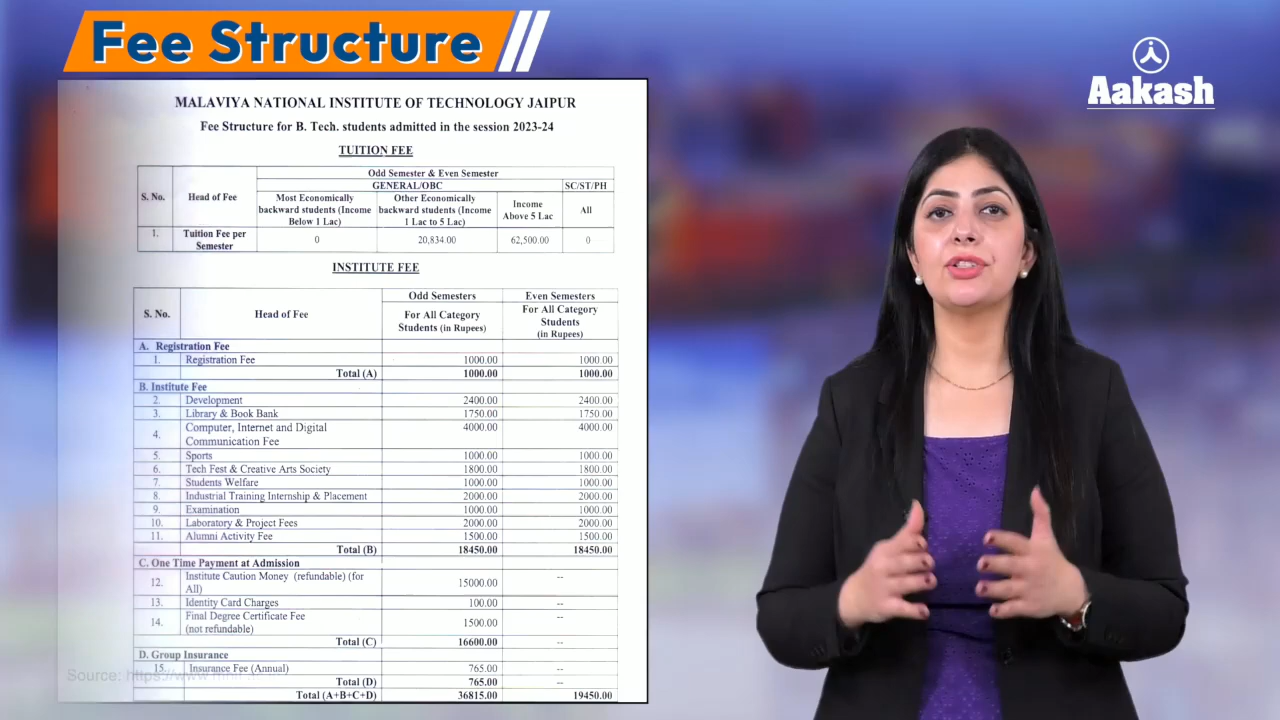 Fee Structure
Aakash
MALAVIYA NATIONAL INSTITUTE OF TECHNOLOGY JAIPUR
Fee Structure for B. Tech. students admitted in the session 2023-24
TUITION FEE
S. No. Head of Fee Odd Semester & Even Semester
GENERAL/OBC SC/ST/PH
Most Economically backward students (Income Below 1 Lac) Other Economically backward students (Income 1 Lac to 5 Lac) Income Above 5 Lac All
1. Tuition Fee per Semester 0 20,834.00 62,500.00 0
INSTITUTE FEE
S. No. Head of Fee Odd Semesters Even Semesters
For All Category Students (in Rupees) For All Category Students (in Rupees)
A. Registration Fee
1. Registration Fee 1000.00 1000.00
Total (A) 1000.00 1000.00
B. Institute Fee
2. Development 2400.00 2400.00
3. Library & Book Bank 1750.00 1750.00
4. Computer, Internet and Digital Communication Fee 4000.00 4000.00
5. Sports 1000.00 1000.00
6. Tech Fest & Creative Arts Society 1800.00 1800.00
7. Students Welfare 1000.00 1000.00
8. Industrial Training Internship & Placement 2000.00 2000.00
9. Examination 1000.00 1000.00
10. Laboratory & Project Fees 2000.00 2000.00
11. Alumni Activity Fee 1500.00 1500.00
Total (B) 18450.00 18450.00
C. One Time Payment at Admission
12. Institute Caution Money (refundable) (for All) 15000.00 --
13. Identity Card Charges 100.00 --
14. Final Degree Certificate Fee (not refundable) 1500.00 --
Total (C) 16600.00 --
D. Group Insurance
15. Insurance Fee (Annual) 765.00 --
Total (D) 765.00 --
Total (A+B+C+D) 36815.00 19450.00
Source: